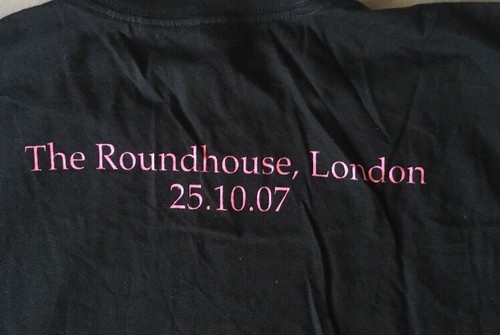 The Roundhouse, London
25.10.07